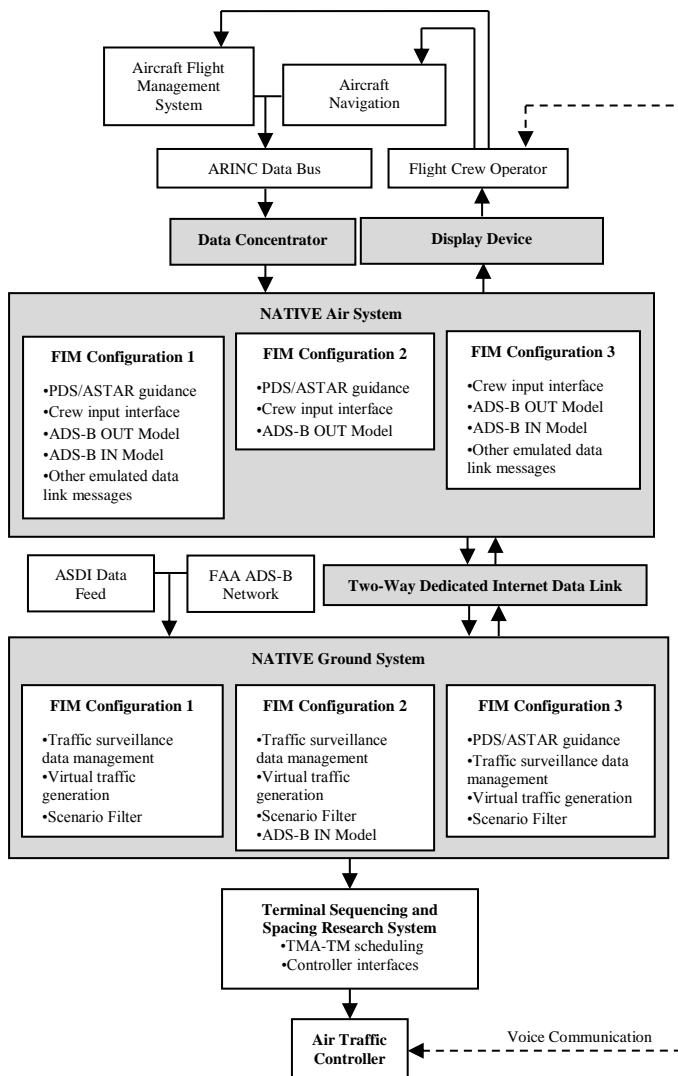 Aircraft Flight
Management
System
Aircraft
Navigation
ARINC Data Bus
Flight Crew Operator
Data Concentrator
Display Device
NATIVE Air System
FIM Configuration 1
•PDS/ASTAR guidance
•Crew input interface
•ADS-B OUT Model
•ADS-B IN Model
•Other emulated data
link messages
FIM Configuration 2
•PDS/ASTAR guidance
•Crew input interface
•ADS-B OUT Model
FIM Configuration 3
•Crew input interface
•ADS-B OUT Model
•ADS-B IN Model
•Other emulated data
link messages
ASDI Data
Feed
FAA ADS-B
Network
Two-Way Dedicated Internet Data Link
NATIVE Ground System
FIM Configuration 1
•Traffic surveillance
data management
•Virtual traffic
generation
•Scenario Filter
FIM Configuration 2
•Traffic surveillance
data management
•Virtual traffic
generation
•Scenario Filter
•ADS-B IN Model
FIM Configuration 3
•PDS/ASTAR guidance
•Traffic surveillance data
management
•Virtual traffic generation
•Scenario Filter
Terminal Sequencing and
Spacing Research System
•TMA-TM scheduling
•Controller interfaces
Air Traffic
Controller
Voice Communication